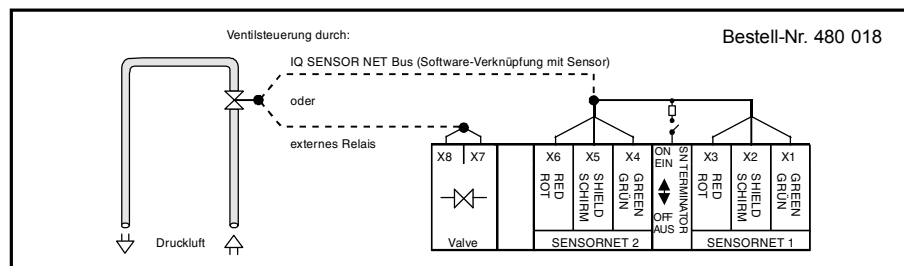 Bestell-Nr. 480 018
Ventilsteuerung durch:
IQ SENSOR NET Bus (Software-Verknüpfung mit Sensor)
oder
externes Relais
Druckluft
X8 X7 X6 X5 X4 X3 X2 X1
RED
ROT
SHIELD
SCHIRM
GREEN
GRÜN
ON
EIN
SN TERMINATOR
OFF
AUS
RED
ROT
SHIELD
SCHIRM
GREEN
GRÜN
Valve SENSORNET 2 SENSORNET 1